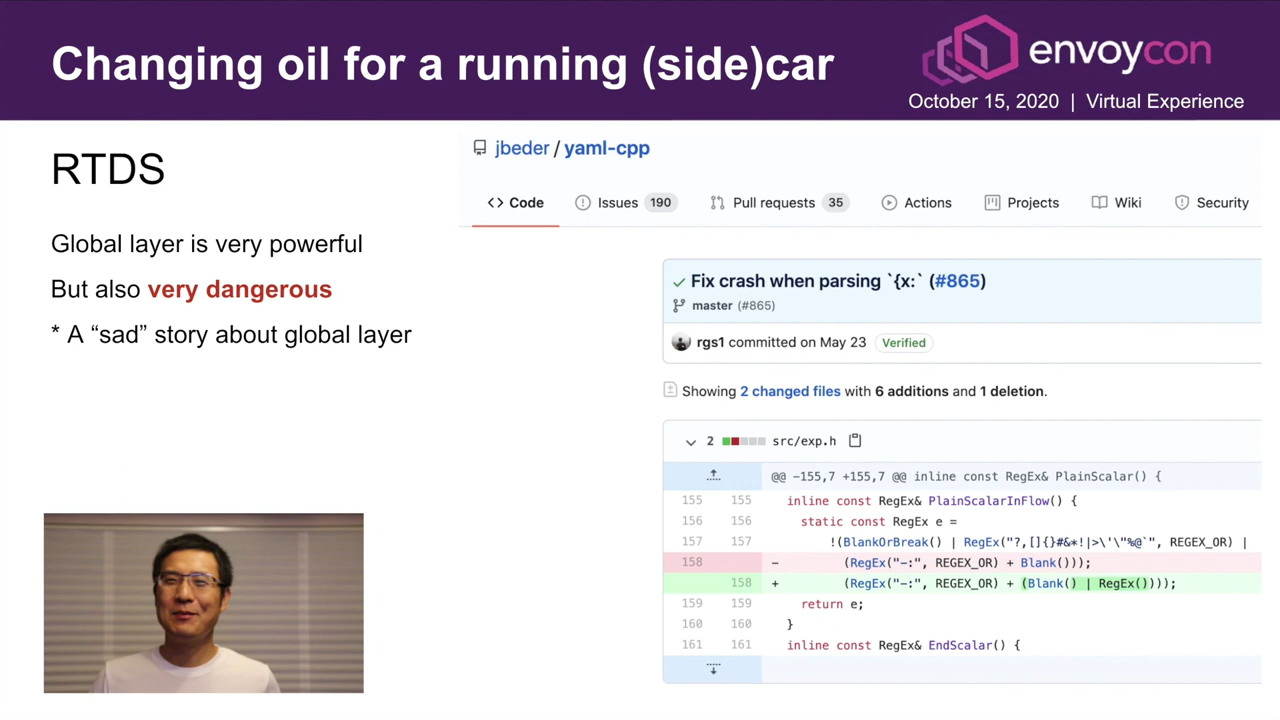 Changing oil for a running (side)car
envoycon
October 15, 2020 | Virtual Experience
RTDS
Global layer is very powerful
But also very dangerous
* A “sad” story about global layer
jbeder / yaml-cpp
<> Code Issues 190 Pull requests 35 Actions Projects Wiki Security
Fix crash when parsing `{x:` (#865)
master (#865)
rgs1 committed on May 23 Verified
Showing 2 changed files with 6 additions and 1 deletion.
2 src/exp.h
@@ -155,7 +155,7 @@ inline const RegEx& PlainScalar() {
155 155 inline const RegEx& PlainScalarInFlow() {
156 156 static const RegEx e =
157 157 !(BlankOrBreak() | RegEx("?,[]{}#&*!|>\'\"%@`", REGEX_OR) |
158 - (RegEx("-:", REGEX_OR) + Blank()));
158 + (RegEx("-:", REGEX_OR) + (Blank() | RegEx())));
159 159 return e;
160 160 }
161 161 inline const RegEx& EndScalar() {